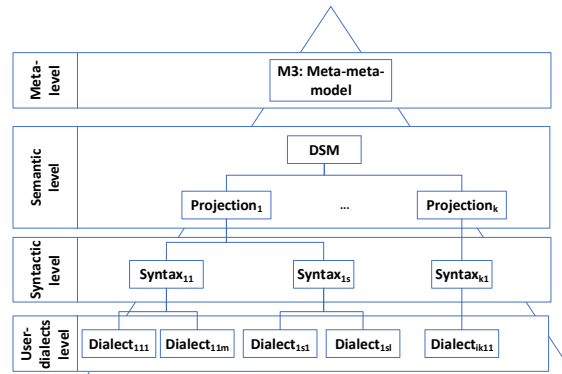 Meta-
level
M3: Meta-meta-
model
Semantic
level
DSM
Projection₁
...
Projectionₖ
Syntactic
level
Syntax₁₁
Syntax₁ₛ
Syntaxₖ₁
User-
dialects
level
Dialect₁₁₁
Dialect₁₁ₘ
Dialect₁ₛ₁
Dialect₁ₛₗ
Dialectᵢₖ₁₁